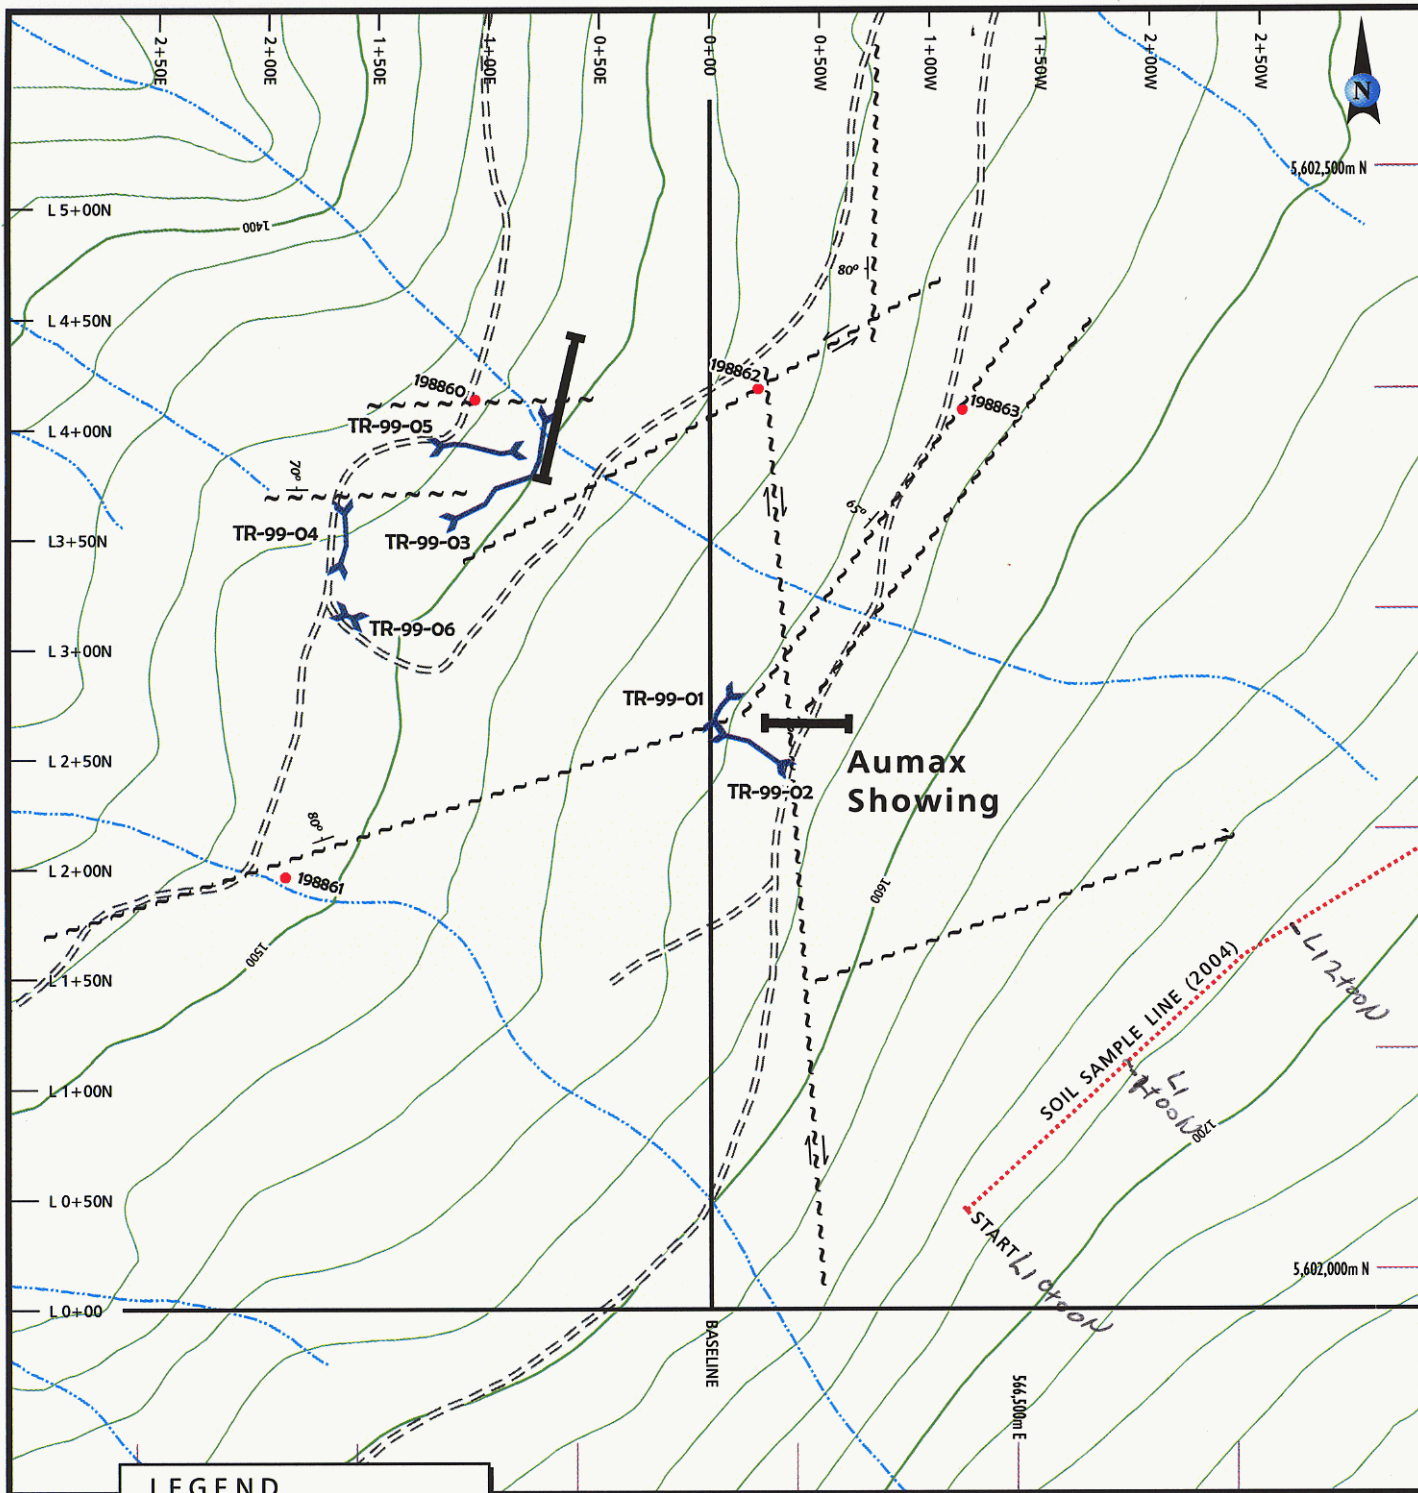 2+50E
2+00E
1+50E
1+00E
0+50E
0+00
0+50W
1+00W
1+50W
2+00W
2+50W
N
5,602,500m N
L 5+00N
1400
80º
L 4+50N
198862
198860
198863
TR-99-05
L 4+00N
70º
65º
TR-99-04
TR-99-03
L3+50N
TR-99-06
L 3+00N
TR-99-01
L 2+50N
Aumax
Showing
TR-99-02
80º
L 2+00N
198861
1600
1500
L1+50N
SOIL SAMPLE LINE (2004)
L1 2+00N
L 1+00N
L1
1+00N
1700
L 0+50N
START L1 0+00N
5,602,000m N
L 0+00
BASELINE
566,500m E
LEGEND